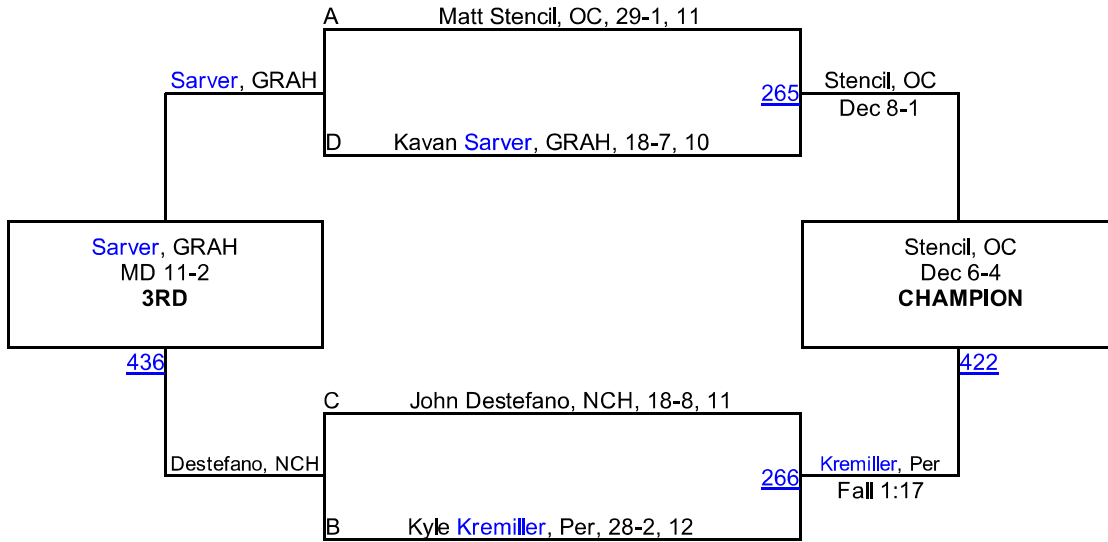 A Matt Stencil, OC, 29-1, 11
Sarver, GRAH
265
Stencil, OC
Dec 8-1
D Kavan Sarver, GRAH, 18-7, 10
Sarver, GRAH
MD 11-2
3RD
Stencil, OC
Dec 6-4
CHAMPION
436
422
C John Destefano, NCH, 18-8, 11
Destefano, NCH
266
Kremiller, Per
Fall 1:17
B Kyle Kremiller, Per, 28-2, 12